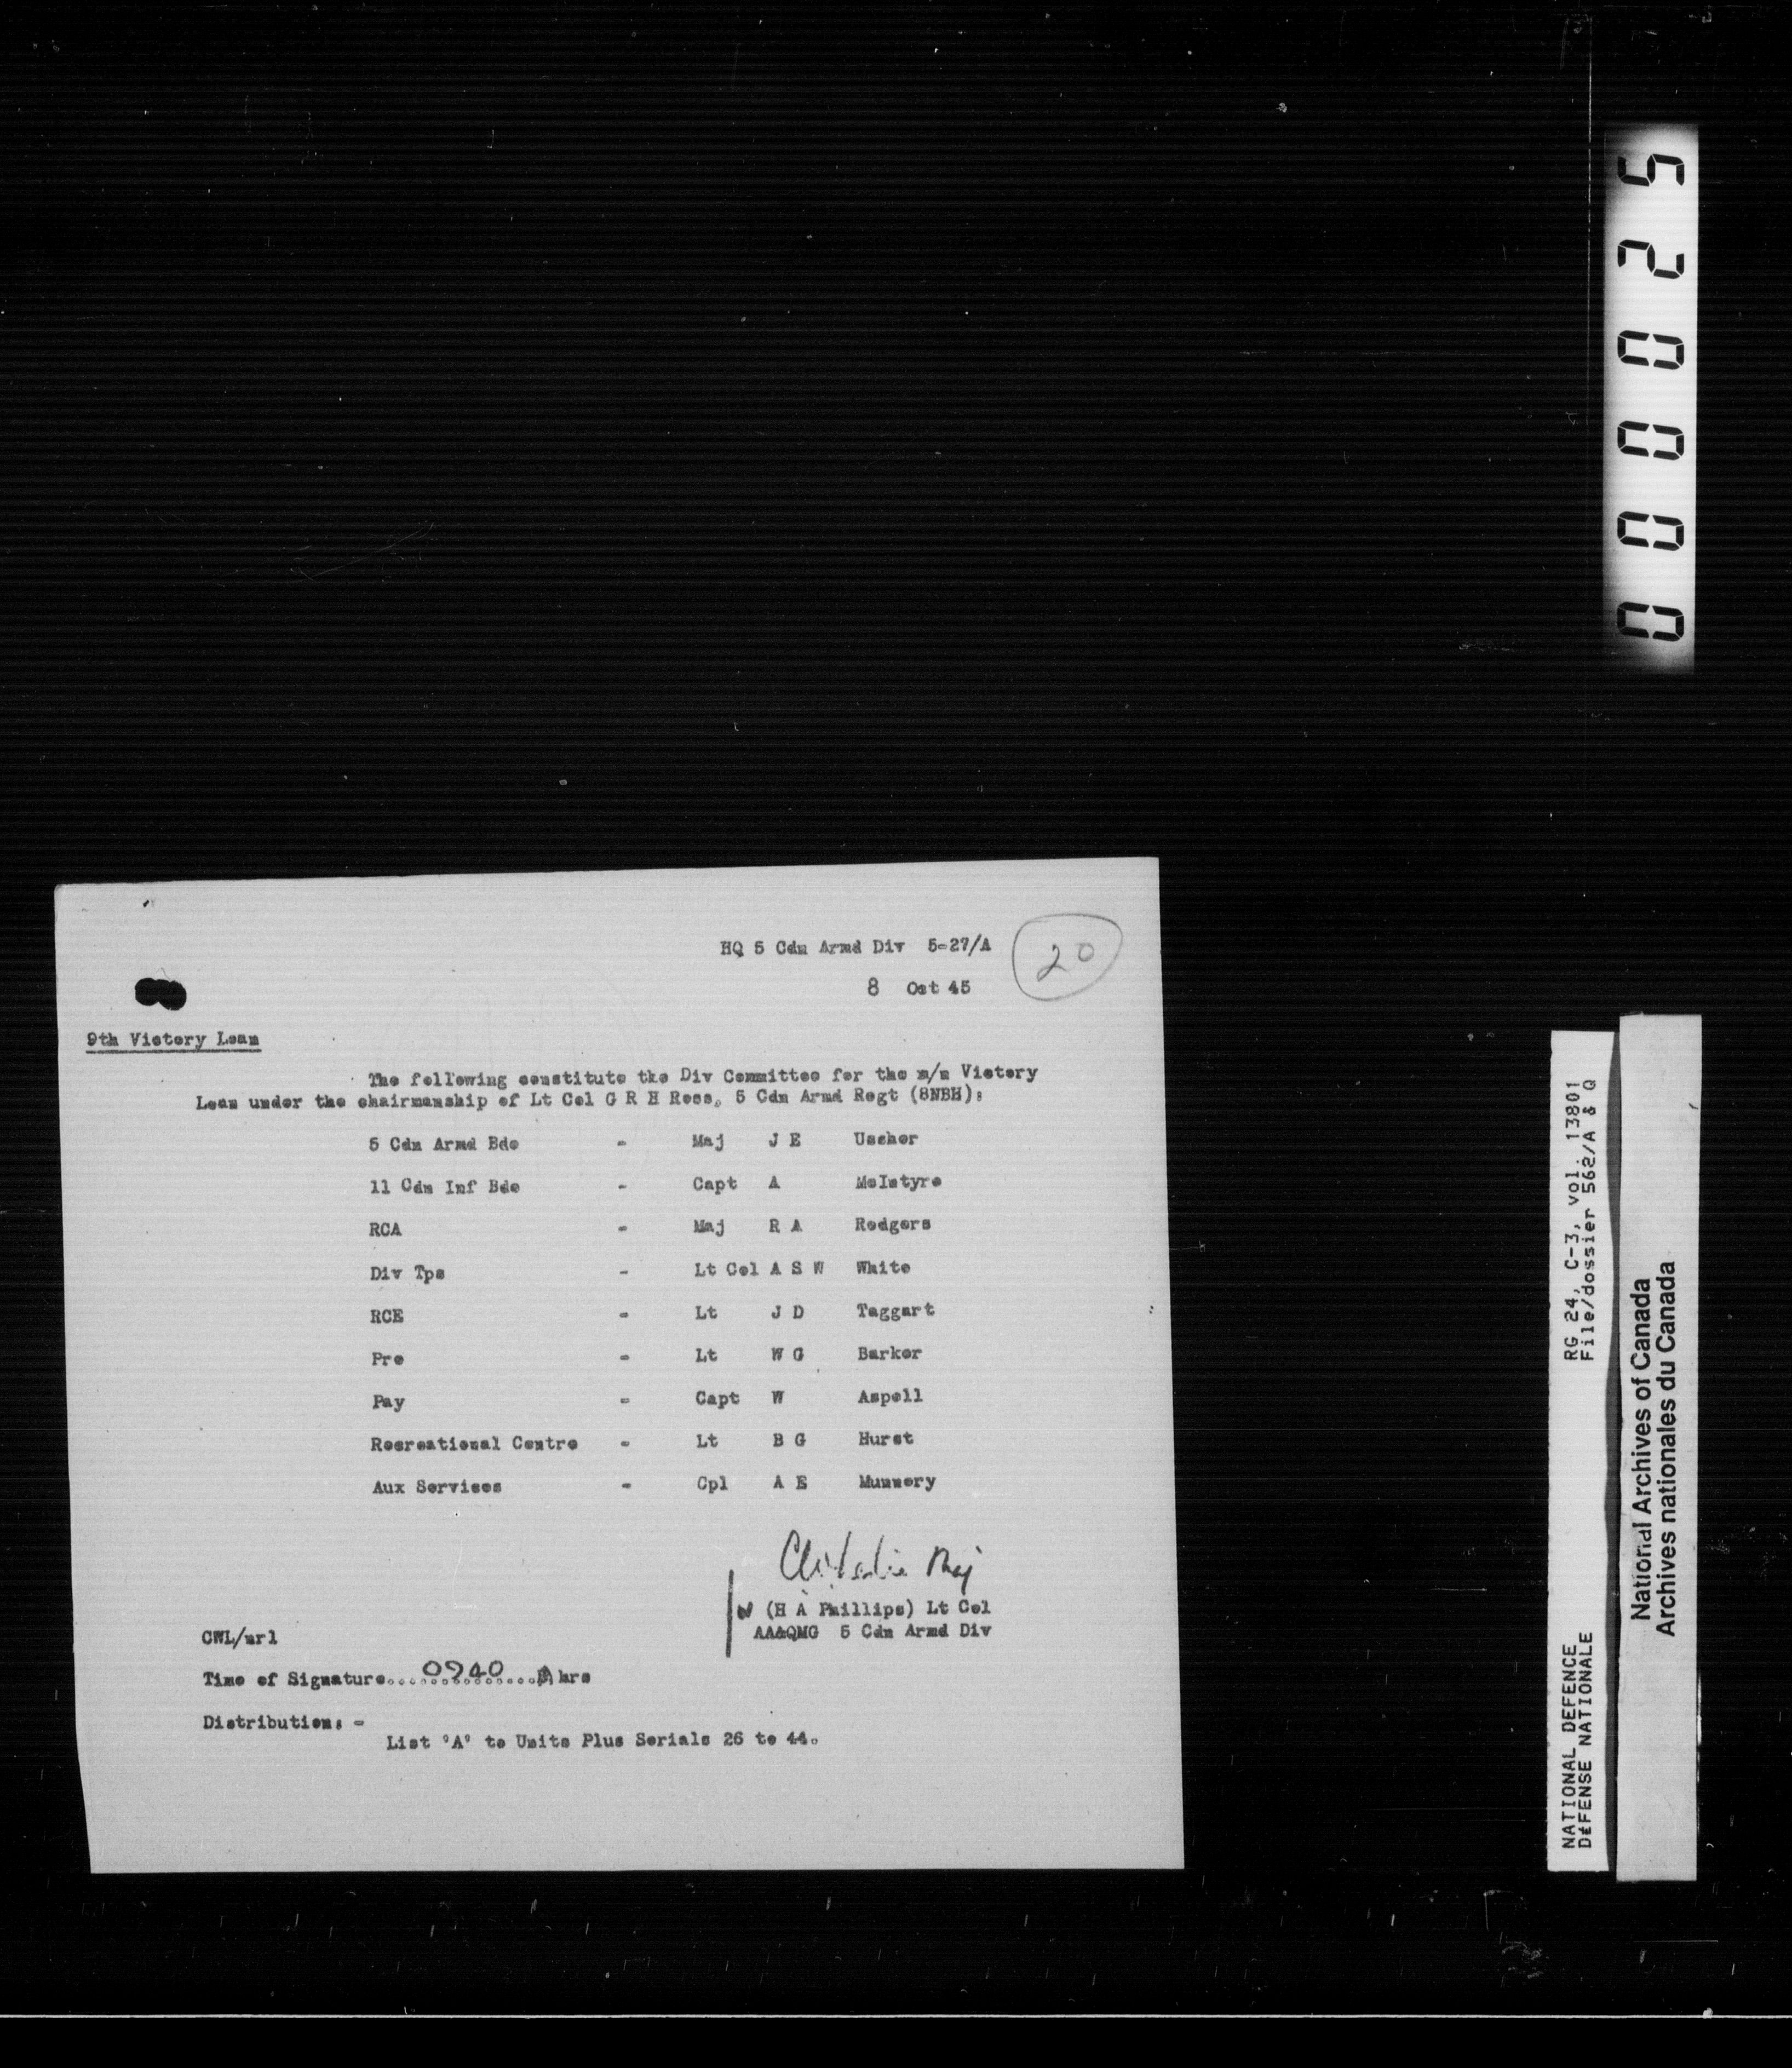 HQ 5 Cdn Armd Div 5-27/A
20
8 Oct 45
9th Victory Loan
The following constitute the Div Committee for the m/n Victory
Loan under the chairmanship of Lt Col G R H Ross, 5 Cdn Armd Regt (8NBH):
5 Cdn Armd Bde - Maj J E Ussher
11 Cdn Inf Bde - Capt A McIntyre
RCA - Maj R A Rodgers
Div Tps - Lt Col A S W White
RCE - Lt J D Taggart
Pro - Lt W G Barker
Pay - Capt W Aspell
Recreational Centre - Lt B G Hurst
Aux Services - Cpl A E Munnery
Maj
(H A Phillips) Lt Col
AA&QMG 5 Cdn Armd Div
CWL/mrl
Time of Signature..0940..A hrs
Distribution: -
List 'A' to Units Plus Serials 26 to 44.
000025
RG 24, C-3, vol. 13801
File/dossier 562/A & Q
NATIONAL DEFENCE
DéFENSE NATIONALE
National Archives of Canada
Archives nationales du Canada